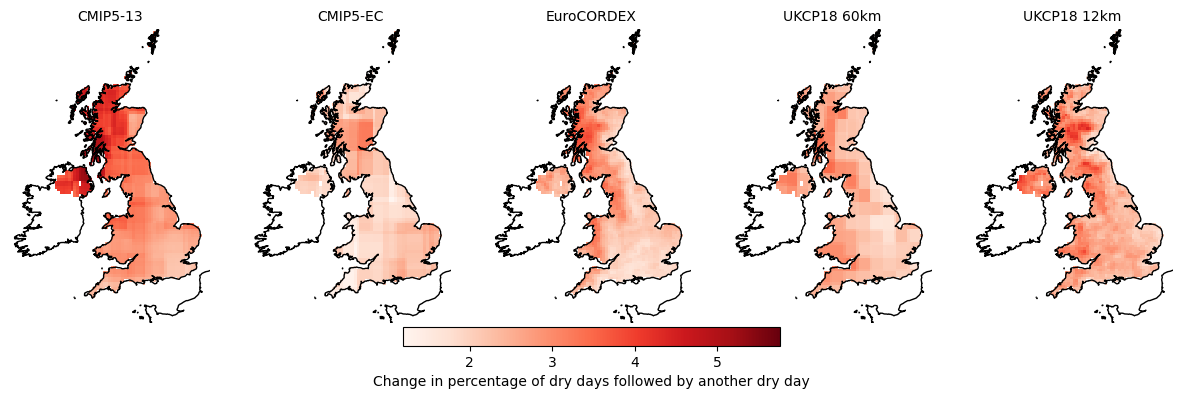 CMIP5-13 CMIP5-EC EuroCORDEX UKCP18 60km UKCP18 12km
2 3 4 5
Change in percentage of dry days followed by another dry day